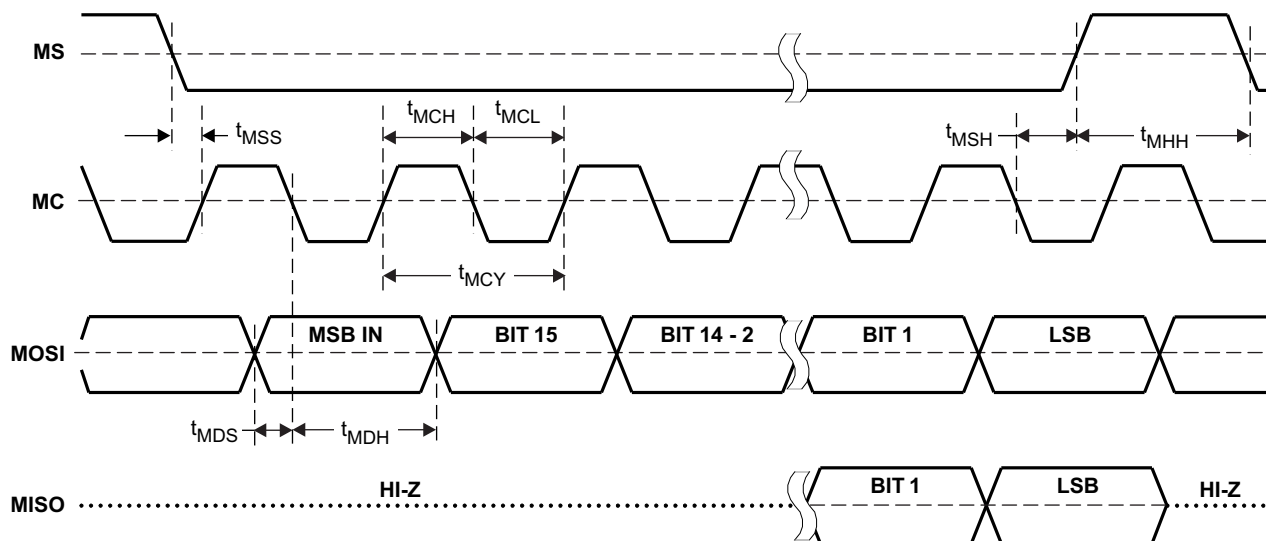 MS
tMSS
tMCH
tMCL
tMSH
tMHH
MC
tMCY
MOSI
MSB IN
BIT 15
BIT 14 - 2
BIT 1
LSB
tMDS
tMDH
MISO
HI-Z
BIT 1
LSB
HI-Z